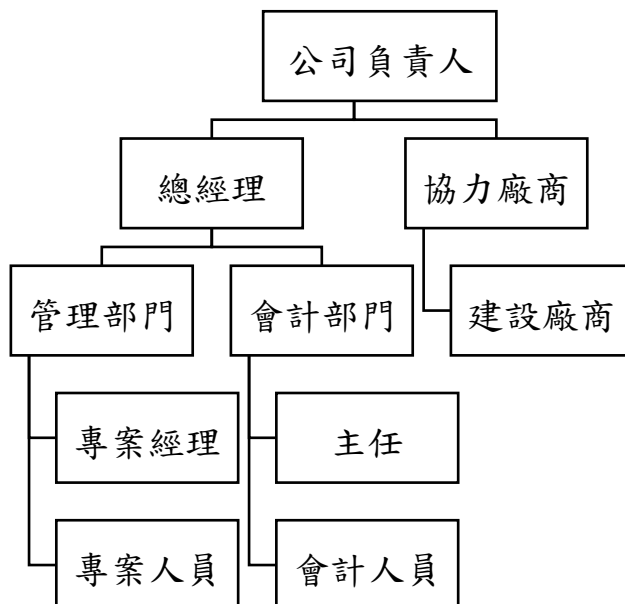 公司負責人
總經理
協力廠商
管理部門
會計部門
建設廠商
專案經理
主任
專案人員
會計人員